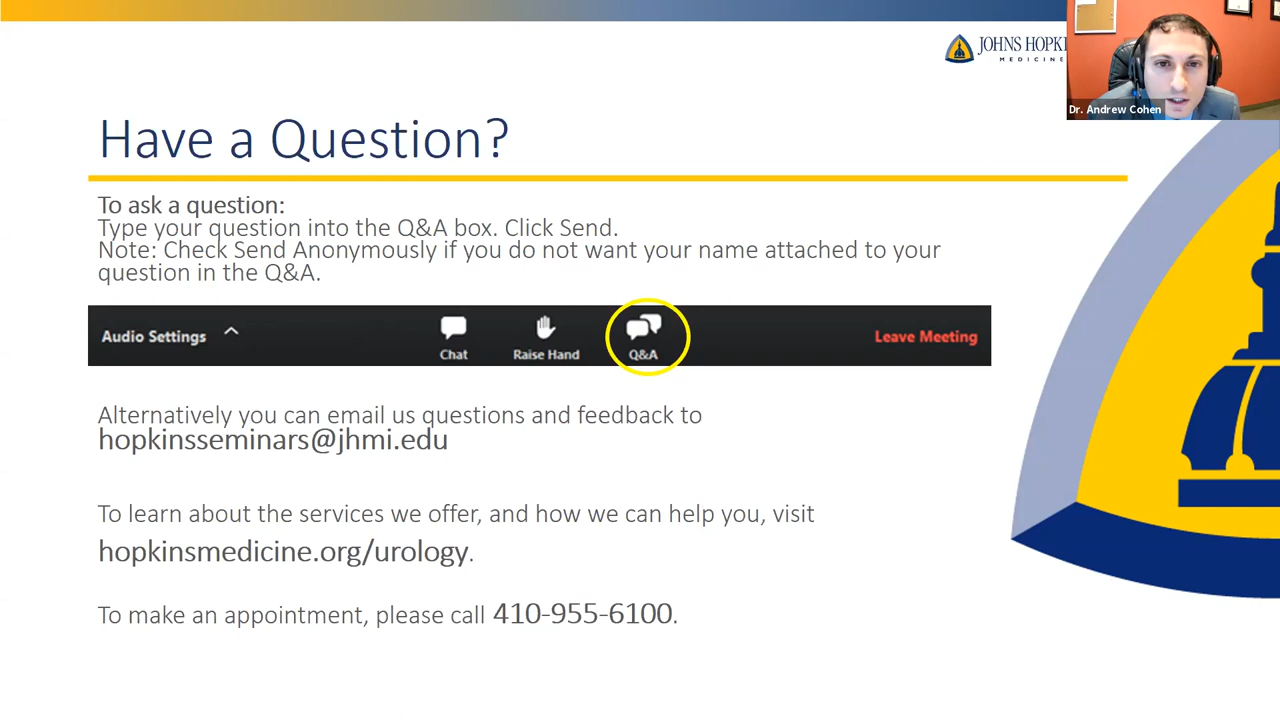 JOHNS HOPKI
MEDICINE
Dr. Andrew Cohen
Have a Question?
To ask a question:
Type your question into the Q&A box. Click Send.
Note: Check Send Anonymously if you do not want your name attached to your
question in the Q&A.
Audio Settings
Chat
Raise Hand
Q&A
Leave Meeting
Alternatively you can email us questions and feedback to
hopkinsseminars@jhmi.edu
To learn about the services we offer, and how we can help you, visit
hopkinsmedicine.org/urology.
To make an appointment, please call 410-955-6100.